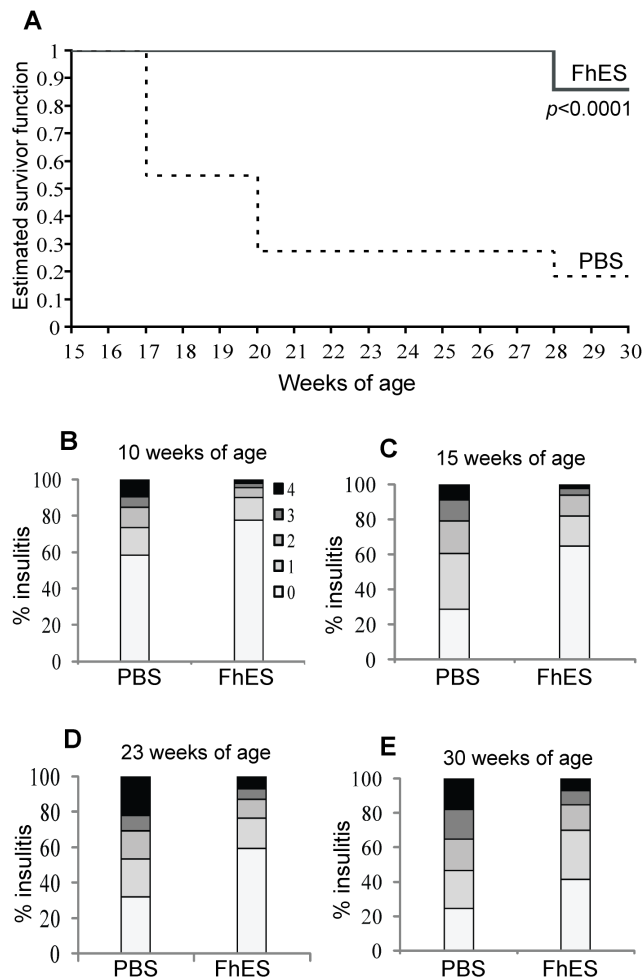 A
Estimated survivor function
1
0.9
0.8
0.7
0.6
0.5
0.4
0.3
0.2
0.1
0
FhES
p<0.0001
PBS
15 16 17 18 19 20 21 22 23 24 25 26 27 28 29 30
Weeks of age
B
10 weeks of age
% insulitis
100
80
60
40
20
0
4
3
2
1
0
PBS FhES
C
15 weeks of age
% insulitis
100
80
60
40
20
0
PBS FhES
D
23 weeks of age
% insulitis
100
80
60
40
20
0
PBS FhES
E
30 weeks of age
% insulitis
100
80
60
40
20
0
PBS FhES